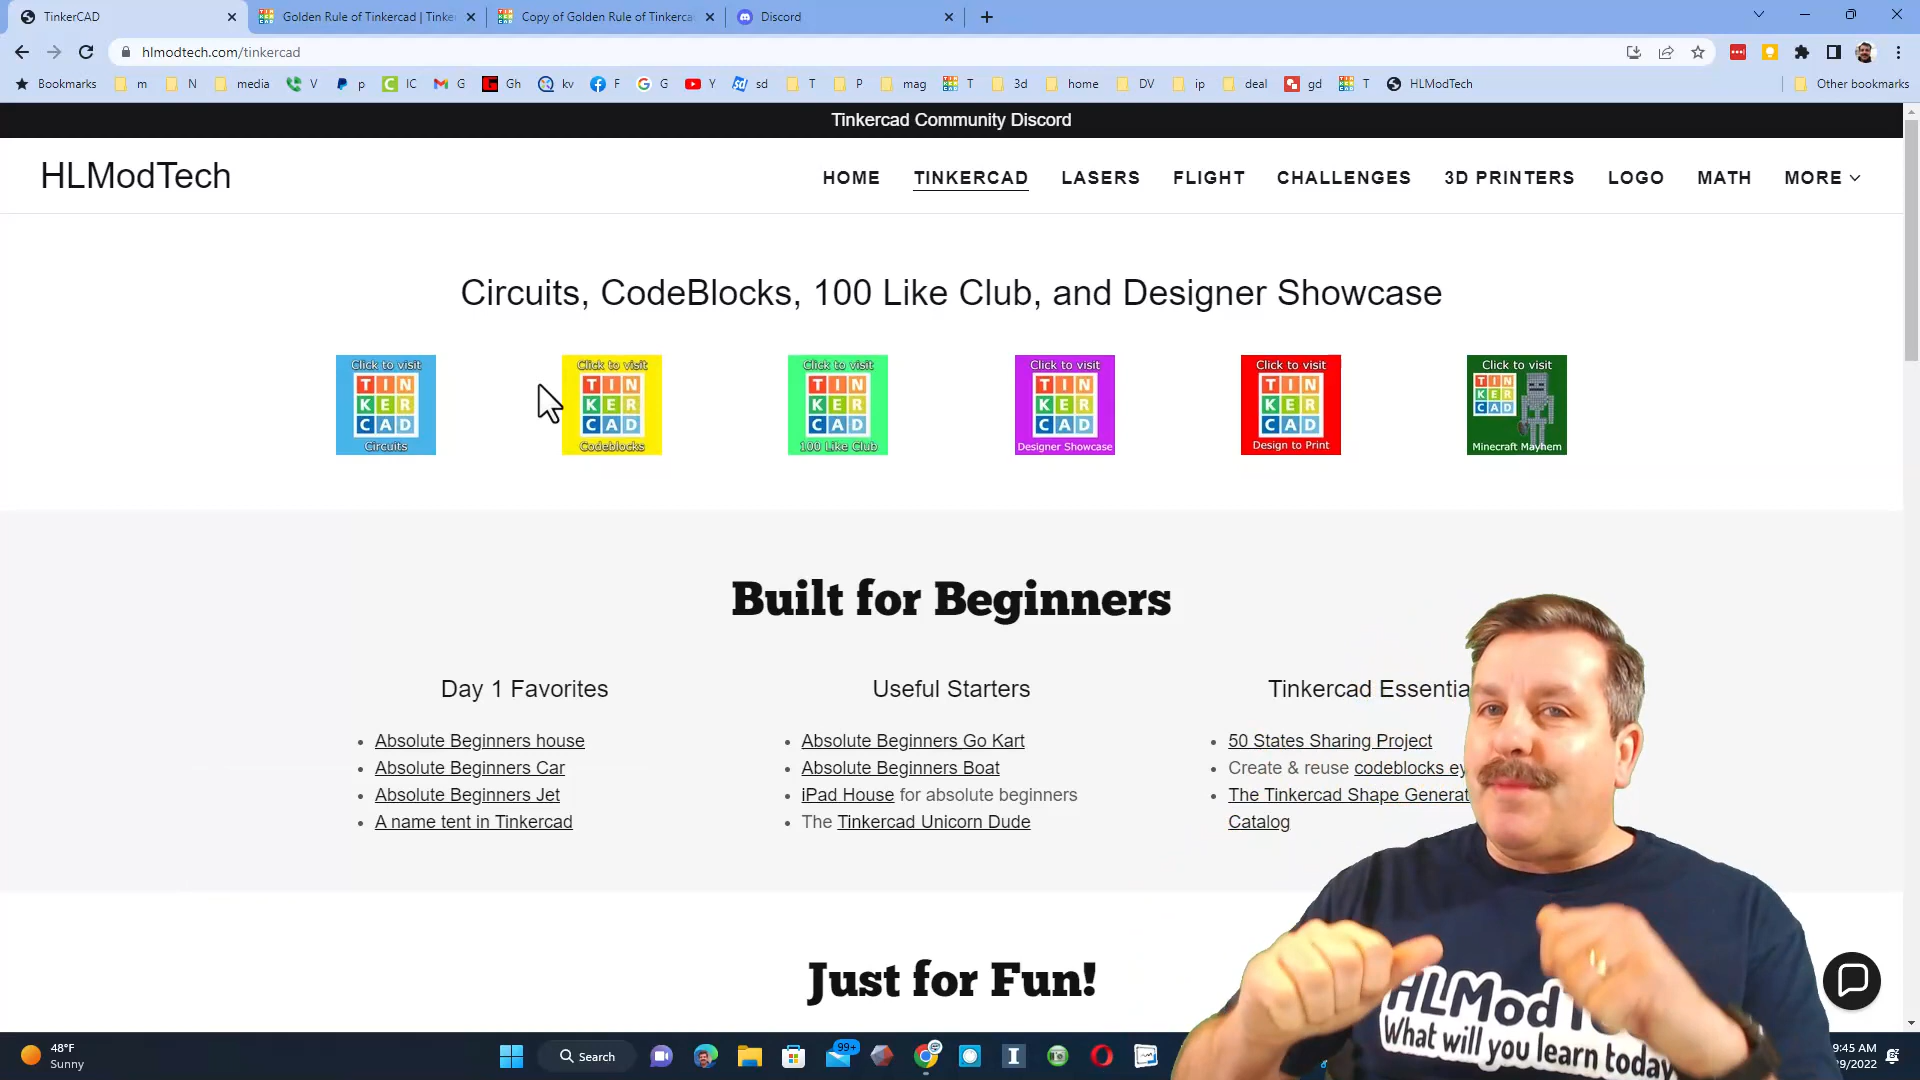 TinkerCAD
Golden Rule of Tinkercad | Tinke
Copy of Golden Rule of Tinkerca
Discord
hlmodtech.com/tinkercad
Bookmarks m N media V p IC G Gh kv F G Y sd T P mag T 3d home DV ip deal gd T HLModTech Other bookmarks
Tinkercad Community Discord
HLModTech
HOME TINKERCAD LASERS FLIGHT CHALLENGES 3D PRINTERS LOGO MATH MORE
Circuits, CodeBlocks, 100 Like Club, and Designer Showcase
Click to visit
TIN
KER
CAD
Circuits
Click to visit
TIN
KER
CAD
Codeblocks
Click to visit
TIN
KER
CAD
100 Like Club
Click to visit
TIN
KER
CAD
Designer Showcase
Click to visit
TIN
KER
CAD
Design to Print
Click to visit
TIN
KER
CAD
Minecraft Mayhem
Built for Beginners
Day 1 Favorites
Absolute Beginners house
Absolute Beginners Car
Absolute Beginners Jet
A name tent in Tinkercad
Useful Starters
Absolute Beginners Go Kart
Absolute Beginners Boat
iPad House for absolute beginners
The Tinkercad Unicorn Dude
Tinkercad Essentia
50 States Sharing Project
Create & reuse codeblocks ey
The Tinkercad Shape Generat
Catalog
Just for Fun!
HLMod T
What will you learn today
48°F
Sunny
Search
99+
9:45 AM
9/2022